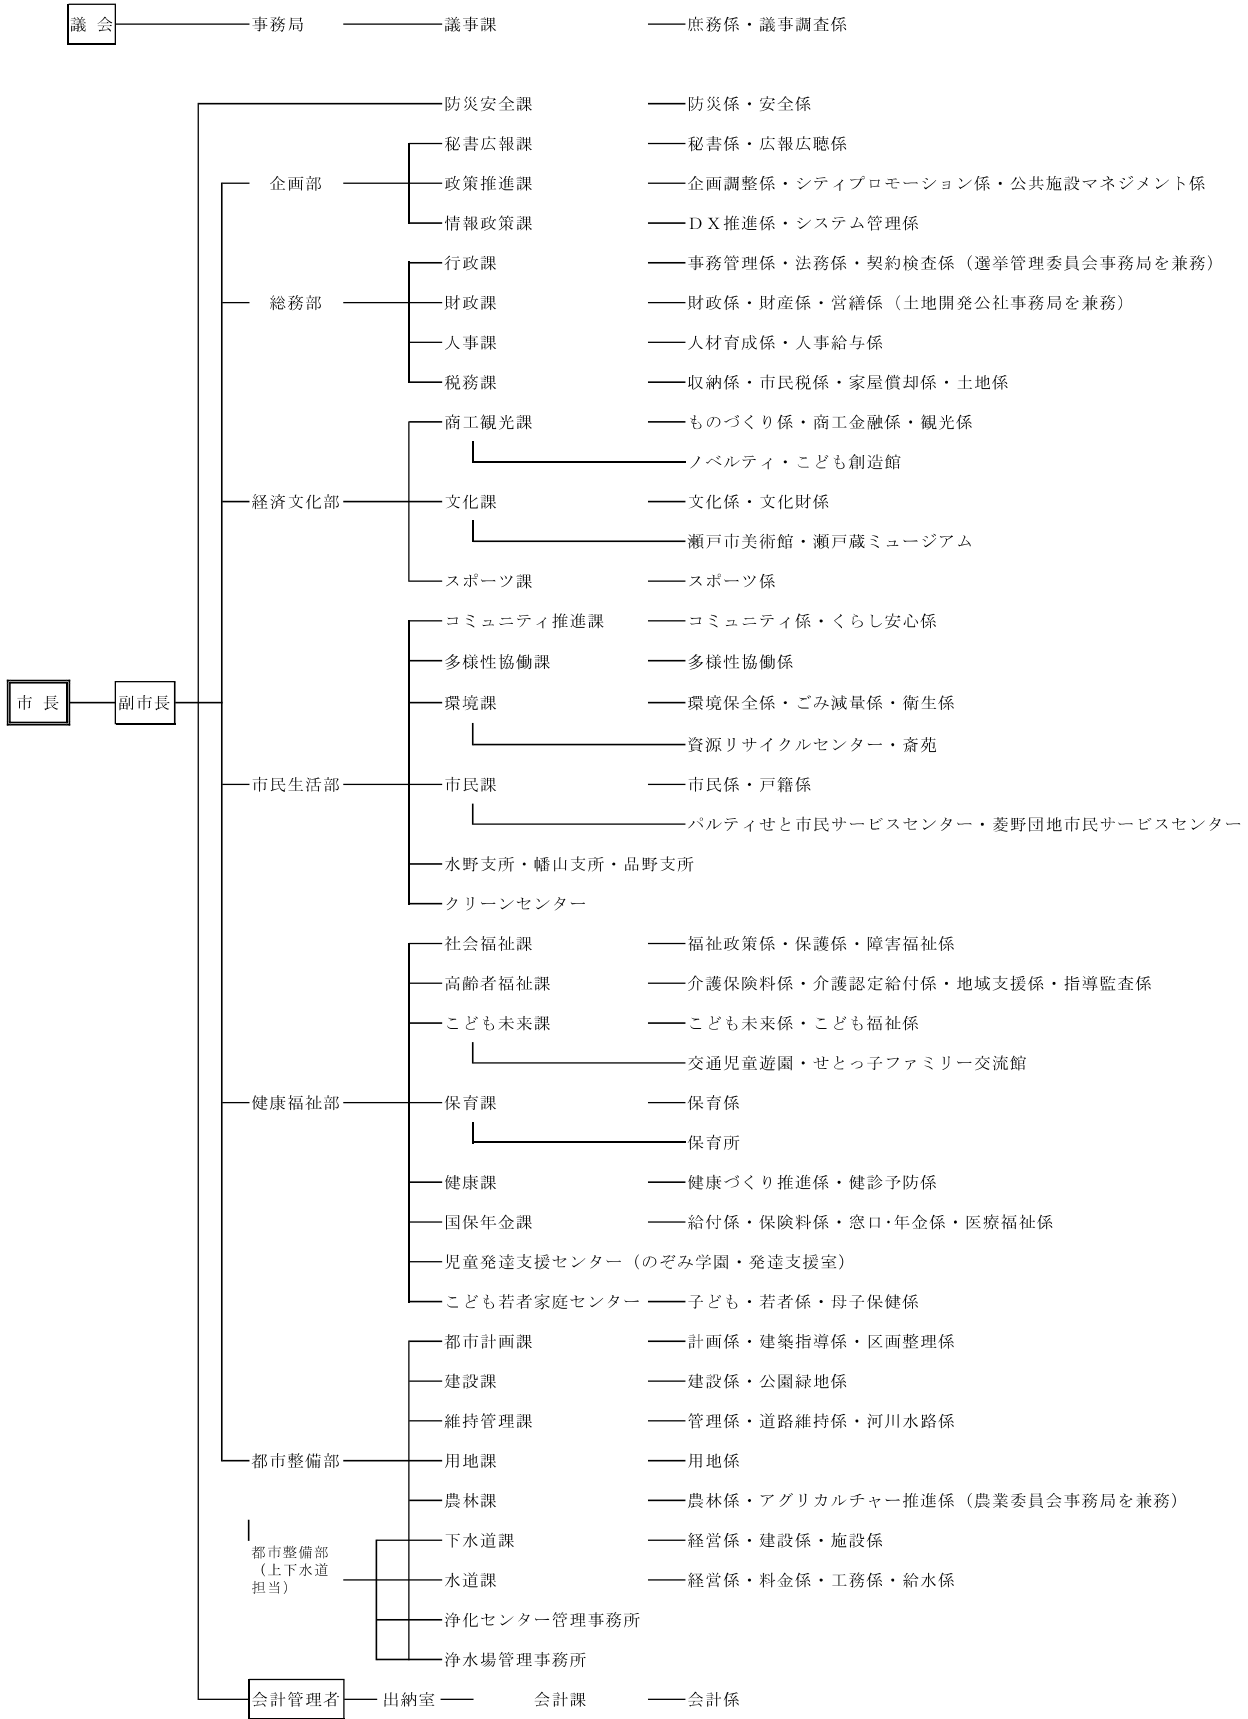 議 会 事務局 議事課 庶務係・議事調査係
防災安全課 防災係・安全係
秘書広報課 秘書係・広報広聴係
企画部 政策推進課 企画調整係・シティプロモーション係・公共施設マネジメント係
情報政策課 ＤＸ推進係・システム管理係
行政課 事務管理係・法務係・契約検査係（選挙管理委員会事務局を兼務）
総務部 財政課 財政係・財産係・営繕係（土地開発公社事務局を兼務）
人事課 人材育成係・人事給与係
税務課 収納係・市民税係・家屋償却係・土地係
商工観光課 ものづくり係・商工金融係・観光係
ノベルティ・こども創造館
経済文化部 文化課 文化係・文化財係
瀬戸市美術館・瀬戸蔵ミュージアム
スポーツ課 スポーツ係
コミュニティ推進課 コミュニティ係・くらし安心係
多様性協働課 多様性協働係
市 長 副市長 環境課 環境保全係・ごみ減量係・衛生係
資源リサイクルセンター・斎苑
市民生活部 市民課 市民係・戸籍係
パルティせと市民サービスセンター・菱野団地市民サービスセンター
水野支所・幡山支所・品野支所
クリーンセンター
社会福祉課 福祉政策係・保護係・障害福祉係
高齢者福祉課 介護保険料係・介護認定給付係・地域支援係・指導監査係
こども未来課 こども未来係・こども福祉係
交通児童遊園・せとっ子ファミリー交流館
健康福祉部 保育課 保育係
保育所
健康課 健康づくり推進係・健診予防係
国保年金課 給付係・保険料係・窓口･年金係・医療福祉係
児童発達支援センター（のぞみ学園・発達支援室）
こども若者家庭センター 子ども・若者係・母子保健係
都市計画課 計画係・建築指導係・区画整理係
建設課 建設係・公園緑地係
維持管理課 管理係・道路維持係・河川水路係
都市整備部 用地課 用地係
農林課 農林係・アグリカルチャー推進係（農業委員会事務局を兼務）
下水道課 経営係・建設係・施設係
都市整備部
（上下水道
担当）
水道課 経営係・料金係・工務係・給水係
浄化センター管理事務所
浄水場管理事務所
会計管理者 出納室 会計課 会計係